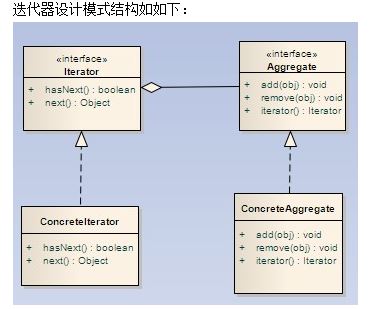 迭代器设计模式结构如如下：
«interface»
Iterator
+ hasNext() : boolean
+ next() : Object
«interface»
Aggregate
+ add(obj) : void
+ remove(obj) : void
+ iterator() : Iterator
ConcreteIterator
+ hasNext() : boolean
+ next() : Object
ConcreteAggregate
+ add(obj) : void
+ remove(obj) : void
+ iterator() : Iterator